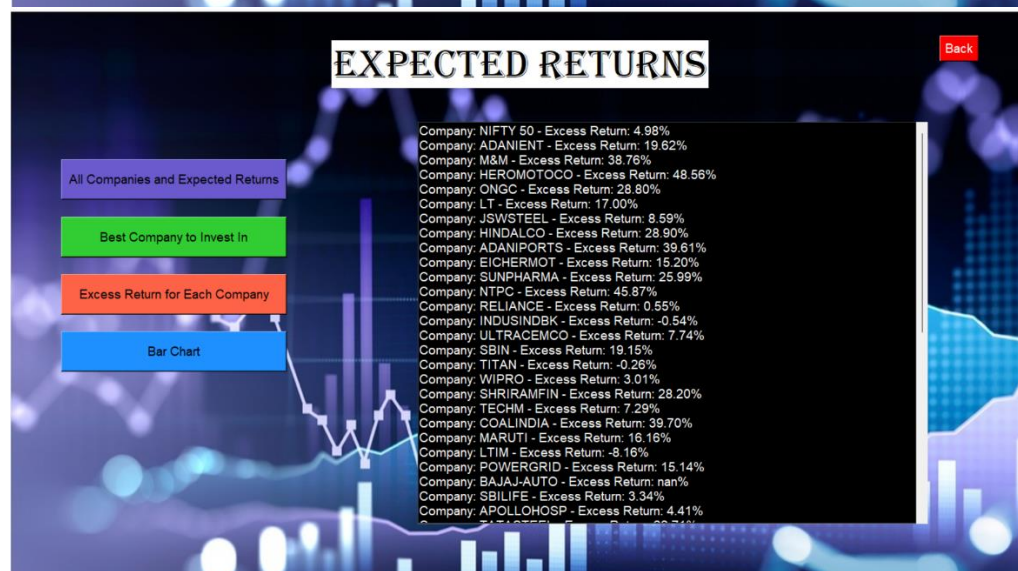 EXPECTED RETURNS
Back
All Companies and Expected Returns
Best Company to Invest In
Excess Return for Each Company
Bar Chart
Company: NIFTY 50 - Excess Return: 4.98%
Company: ADANIENT - Excess Return: 19.62%
Company: M&M - Excess Return: 38.76%
Company: HEROMOTOCO - Excess Return: 48.56%
Company: ONGC - Excess Return: 28.80%
Company: LT - Excess Return: 17.00%
Company: JSWSTEEL - Excess Return: 8.59%
Company: HINDALCO - Excess Return: 28.90%
Company: ADANIPORTS - Excess Return: 39.61%
Company: EICHERMOT - Excess Return: 15.20%
Company: SUNPHARMA - Excess Return: 25.99%
Company: NTPC - Excess Return: 45.87%
Company: RELIANCE - Excess Return: 0.55%
Company: INDUSINDBK - Excess Return: -0.54%
Company: ULTRACEMCO - Excess Return: 7.74%
Company: SBIN - Excess Return: 19.15%
Company: TITAN - Excess Return: -0.26%
Company: WIPRO - Excess Return: 3.01%
Company: SHRIRAMFIN - Excess Return: 28.20%
Company: TECHM - Excess Return: 7.29%
Company: COALINDIA - Excess Return: 39.70%
Company: MARUTI - Excess Return: 16.16%
Company: LTIM - Excess Return: -8.16%
Company: POWERGRID - Excess Return: 15.14%
Company: BAJAJ-AUTO - Excess Return: nan%
Company: SBILIFE - Excess Return: 3.34%
Company: APOLLOHOSP - Excess Return: 4.41%